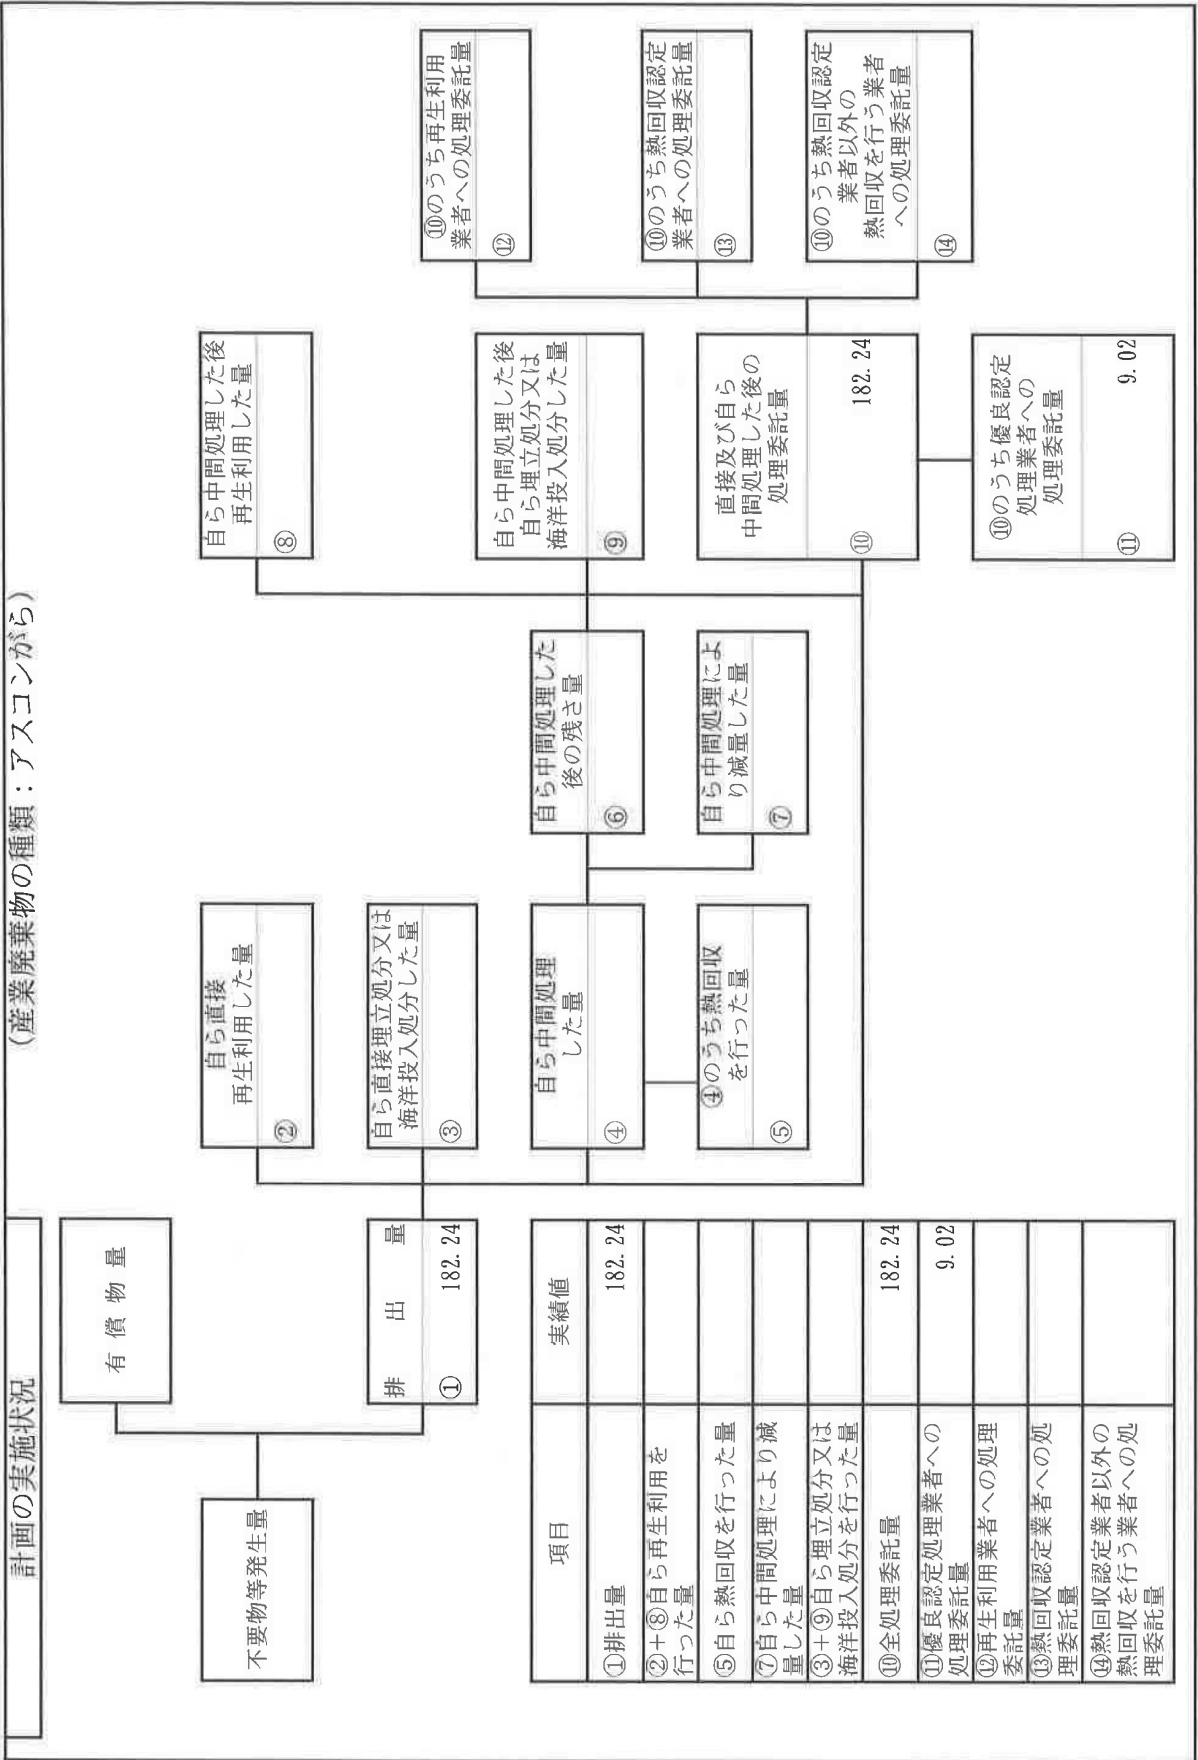 計画の実施状況
(産業廃棄物の種類：アスコンがら)
有償物量
不要物等発生量
排出量
① 182.24
自ら直接
再生利用した量
②
自ら直接埋立処分又は
海洋投入処分した量
③
自ら中間処理
した量
④
④のうち熱回収
を行った量
⑤
自ら中間処理した
後の残さ量
⑥
自ら中間処理によ
り減量した量
⑦
自ら中間処理した後
再生利用した量
⑧
自ら中間処理した後
自ら埋立処分又は
海洋投入処分した量
⑨
直接及び自ら
中間処理した後の
処理委託量
⑩ 182.24
⑩のうち優良認定
処理業者への
処理委託量
⑪ 9.02
⑩のうち再生利用
業者への処理委託量
⑫
⑩のうち熱回収認定
業者への処理委託量
⑬
⑩のうち熱回収認定
業者以外の
熱回収を行う業者
への処理委託量
⑭
項目 実績値
①排出量 182.24
②＋⑧自ら再生利用を
行った量
⑤自ら熱回収を行った量
⑦自ら中間処理により減
量した量
③＋⑨自ら埋立処分又は
海洋投入処分を行った量
⑩全処理委託量 182.24
⑪優良認定処理業者への
処理委託量 9.02
⑫再生利用業者への処理
委託量
⑬熱回収認定業者への処
理委託量
⑭熱回収認定業者以外の
熱回収を行う業者への処
理委託量